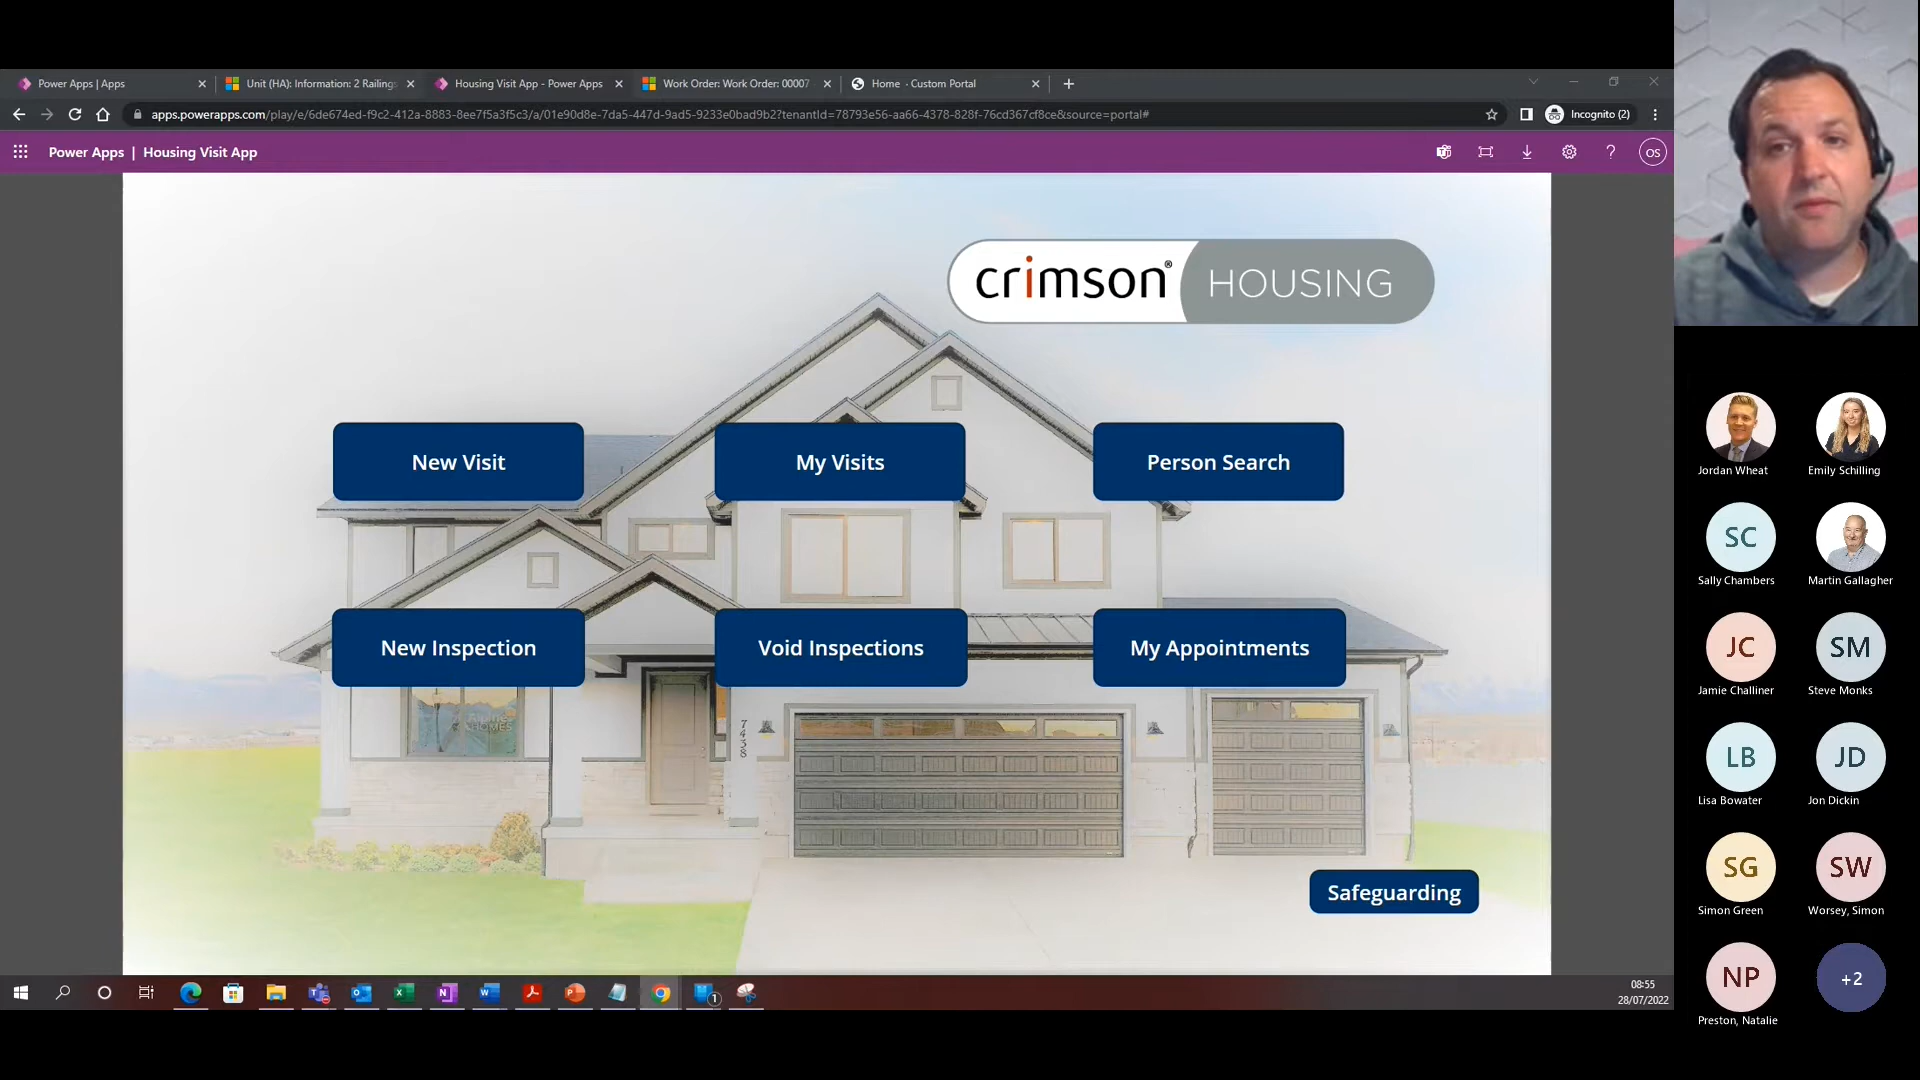 Power Apps | Apps
Unit (HA): Information: 2 Railings
Housing Visit App - Power Apps
Work Order: Work Order: 00007
Home · Custom Portal
apps.powerapps.com/play/e/6de674ed-f9c2-412a-8883-8ee7f5a3f5c3/a/01e90d8e-7da5-447d-9ad5-9233e0bad9b2?tenantId=78793e56-aa66-4378-828f-76cd367cf8ce&source=portal#
Incognito (2)
Power Apps | Housing Visit App
OS
crimson® HOUSING
New Visit
My Visits
Person Search
New Inspection
Void Inspections
My Appointments
HOMES
7438
Safeguarding
1
08:55
28/07/2022
Jordan Wheat
Emily Schilling
SC
Sally Chambers
Martin Gallagher
JC
Jamie Challiner
SM
Steve Monks
LB
Lisa Bowater
JD
Jon Dickin
SG
Simon Green
SW
Worsey, Simon
NP
Preston, Natalie
+2